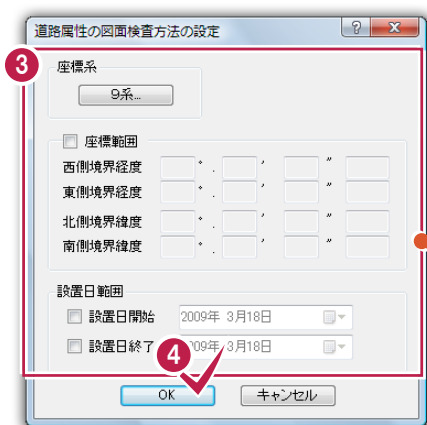 道路属性の図面検査方法の設定
3
座標系
9系...
座標範囲
西側境界経度 ° . ′ ″
東側境界経度 ° . ′ ″
北側境界緯度 ° . ′ ″
南側境界緯度 ° . ′ ″
設置日範囲
設置日開始 2009年 3月18日
設置日終了 2009年 3月18日
4
OK キャンセル